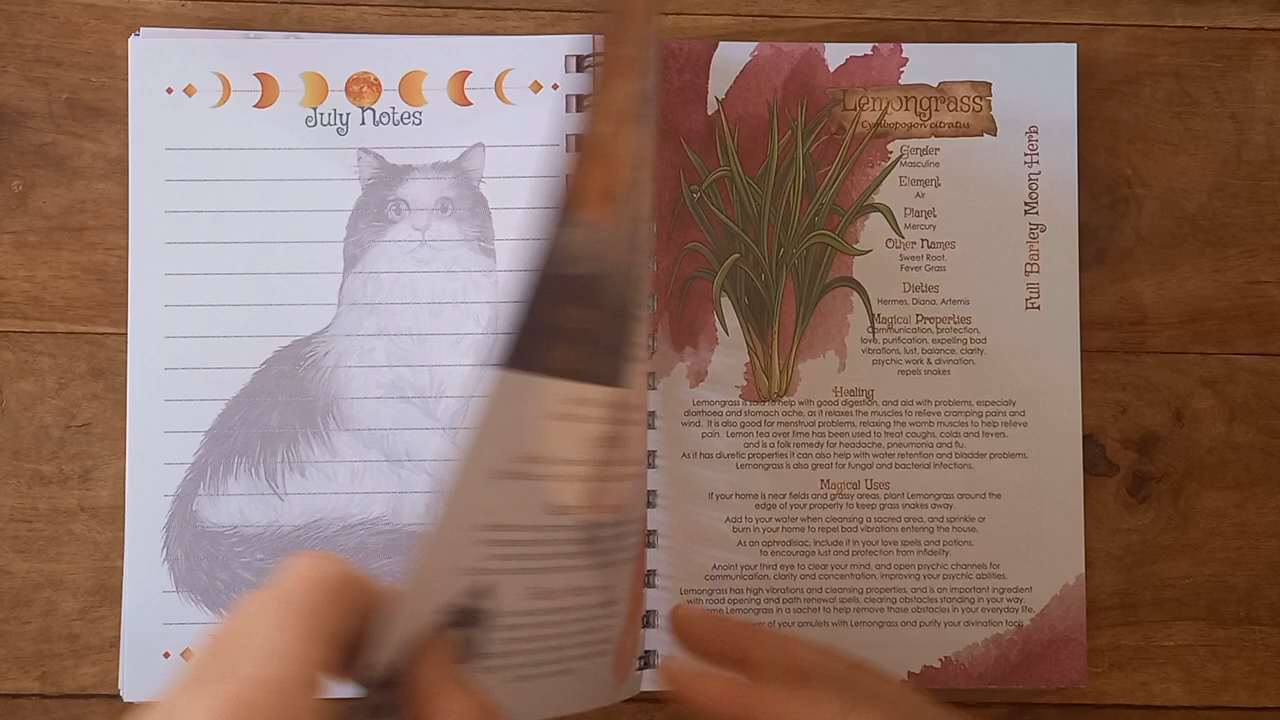 July Notes
Lemongrass
Cymbopogon citratus
Full Barley Moon Herb
Gender
Masculine
Element
Air
Planet
Mercury
Other Names
Sweet Root,
Fever Grass
Dieties
Hermes, Diana, Artemis
Magical Properties
Communication, protection,
love, purification, expelling bad
vibrations, lust, balance, clarity,
psychic work & divination,
repels snakes
Healing
Lemongrass is said to help with good digestion, and aid with problems, especially
diarrhoea and stomach ache, as it relaxes the muscles to relieve cramping pains and
wind. It is also good for menstrual problems, relaxing the womb muscles to help relieve
pain. Lemon tea over time has been used to treat coughs, colds and fevers,
and is a folk remedy for headache, pneumonia and flu.
As it has diuretic properties it can also help with water retention and bladder problems.
Lemongrass is also great for fungal and bacterial infections.
Magical Uses
If your home is near fields and grassy areas, plant Lemongrass around the
edge of your property to keep grass snakes away.
Add to your water when cleansing a sacred area, and sprinkle or
burn in your home to repel bad vibrations entering the house.
As an aphrodisiac, include it in your love spells and potions,
to encourage lust and protection from infidelity.
Anoint your third eye to clear your mind, and open psychic channels for
communication, clarity and concentration, improving your psychic abilities.
Lemongrass has high vibrations and cleansing properties, and is an important ingredient
with road opening and path renewal spells, clearing obstacles standing in your way.
Lemongrass in a sachet to help remove those obstacles in your everyday life.
of your amulets with Lemongrass and purify your divination tools